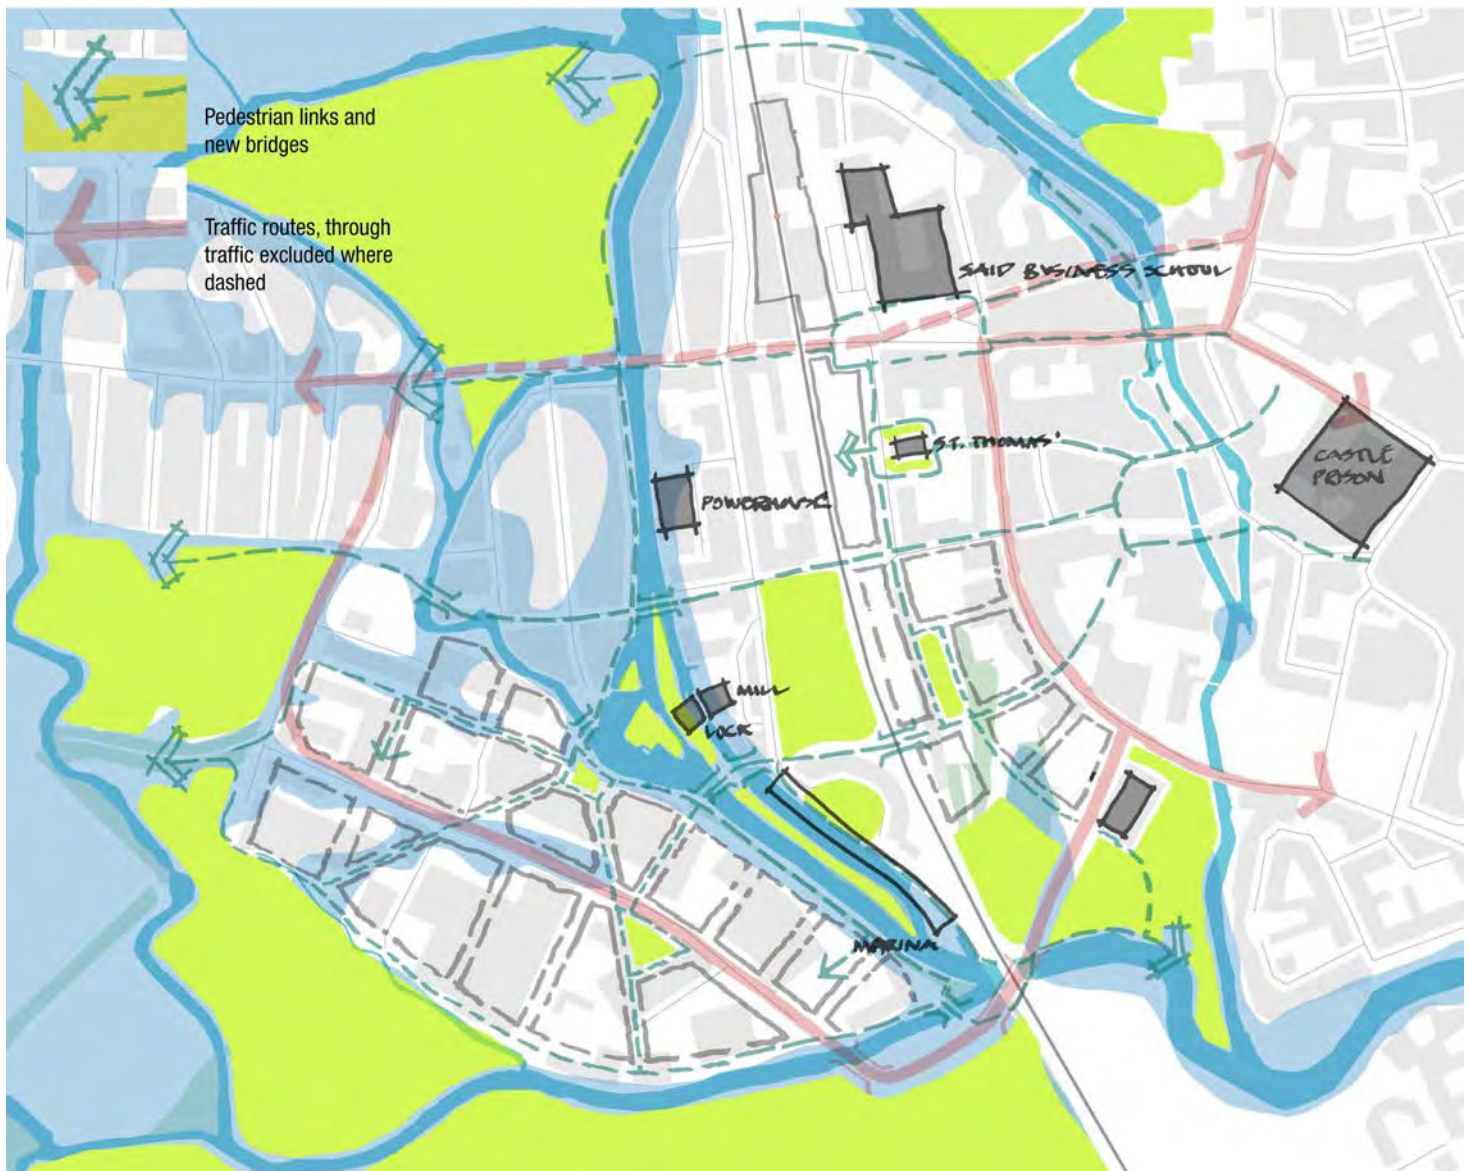 Pedestrian links and
new bridges
Traffic routes, through
traffic excluded where
dashed
SAID BUSINESS SCHOOL
ST. THOMAS'
CASTLE
PRISON
POWERHOUSE
MILL
LOCK
MARINA